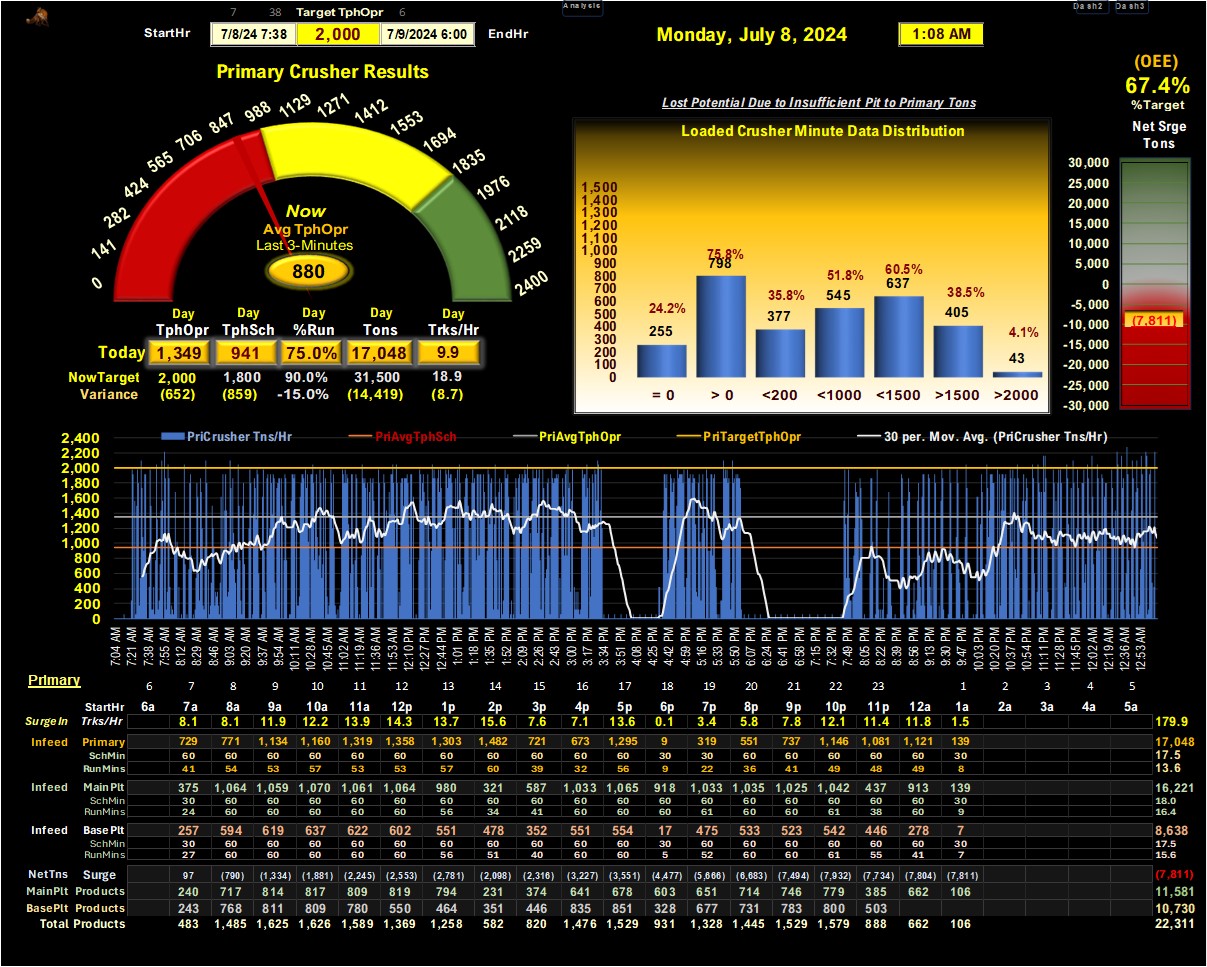 Analysis
Dash2 Dash3
7 38 Target TphOpr 6
StartHr 7/8/24 7:38 2,000 7/9/2024 6:00 EndHr
Monday, July 8, 2024 1:08 AM
(OEE)
67.4%
%Target
Primary Crusher Results
Lost Potential Due to Insufficient Pit to Primary Tons
Net Srge
Tons
0 141 282 424 565 706 847 988 1129 1271 1412 1553 1694 1835 1976 2118 2259 2400
Now
Avg TphOpr
Last 3-Minutes
880
Day Day Day Day Day
TphOpr TphSch %Run Tons Trks/Hr
Today 1,349 941 75.0% 17,048 9.9
NowTarget 2,000 1,800 90.0% 31,500 18.9
Variance (652) (859) -15.0% (14,419) (8.7)
Loaded Crusher Minute Data Distribution
1,500
1,400
1,300
1,200
1,100
1,000
900
800
700
600
500
400
300
200
100
0
24.2% 75.8% 35.8% 51.8% 60.5% 38.5% 4.1%
255 798 377 545 637 405 43
= 0 > 0 <200 <1000 <1500 >1500 >2000
30,000
25,000
20,000
15,000
10,000
5,000
0
-5,000
-10,000
-15,000
-20,000
-25,000
-30,000
(7,811)
PriCrusher Tns/Hr PriAvgTphSch PriAvgTphOpr PriTargetTphOpr 30 per. Mov. Avg. (PriCrusher Tns/Hr)
2,400
2,200
2,000
1,800
1,600
1,400
1,200
1,000
800
600
400
200
0
7:04 AM 7:21 AM 7:38 AM 7:55 AM 8:12 AM 8:29 AM 8:46 AM 9:03 AM 9:20 AM 9:37 AM 9:54 AM 10:11 AM 10:28 AM 10:45 AM 11:02 AM 11:19 AM 11:36 AM 11:53 AM 12:10 PM 12:27 PM 12:44 PM 1:01 PM 1:18 PM 1:35 PM 1:52 PM 2:09 PM 2:26 PM 2:43 PM 3:00 PM 3:17 PM 3:34 PM 3:51 PM 4:08 PM 4:25 PM 4:42 PM 4:59 PM 5:16 PM 5:33 PM 5:50 PM 6:07 PM 6:24 PM 6:41 PM 6:58 PM 7:15 PM 7:32 PM 7:49 PM 8:05 PM 8:22 PM 8:39 PM 8:56 PM 9:13 PM 9:30 PM 9:47 PM 10:03 PM 10:20 PM 10:37 PM 10:54 PM 11:11 PM 11:28 PM 11:45 PM 12:02 AM 12:19 AM 12:36 AM 12:53 AM
Primary
6 7 8 9 10 11 12 13 14 15 16 17 18 19 20 21 22 23 1 2 3 4 5
StartHr 6a 7a 8a 9a 10a 11a 12p 1p 2p 3p 4p 5p 6p 7p 8p 9p 10p 11p 12a 1a 2a 3a 4a 5a
SurgeIn Trks/Hr 8.1 8.1 11.9 12.2 13.9 14.3 13.7 15.6 7.6 7.1 13.6 0.1 3.4 5.8 7.8 12.1 11.4 11.8 1.5 179.9
Infeed Primary 729 771 1,134 1,160 1,319 1,358 1,303 1,482 721 673 1,295 9 319 551 737 1,146 1,081 1,121 139 17,048
SchMin 60 60 60 60 60 60 60 60 60 60 60 30 30 60 60 60 60 60 30 17.5
RunMins 41 54 53 57 53 53 57 60 39 32 56 9 22 36 41 49 48 49 8 13.6
Infeed MainPlt 375 1,064 1,059 1,070 1,061 1,064 980 321 587 1,033 1,065 918 1,033 1,035 1,025 1,042 437 913 139 16,221
SchMin 30 60 60 60 60 60 60 60 60 60 60 60 60 60 60 60 60 60 30 18.0
RunMins 24 60 60 60 60 60 56 34 41 60 60 60 60 61 60 61 38 60 9 16.4
Infeed BasePlt 257 594 619 637 622 602 551 478 352 551 554 17 475 533 523 542 446 278 7 8,638
SchMin 30 60 60 60 60 60 60 60 60 60 60 30 60 60 60 60 60 60 30 17.5
RunMins 27 60 60 60 60 60 56 51 40 60 60 5 52 60 60 61 55 41 7 15.6
NetTns Surge 97 (790) (1,334) (1,881) (2,245) (2,553) (2,781) (2,098) (2,316) (3,227) (3,551) (4,477) (5,666) (6,683) (7,494) (7,932) (7,734) (7,804) (7,811) (7,811)
MainPlt Products 240 717 814 817 809 819 794 231 374 641 678 603 651 714 746 779 385 662 106 11,581
BasePlt Products 243 768 811 809 780 550 464 351 446 835 851 328 677 731 783 800 503 10,730
Total Products 483 1,485 1,625 1,626 1,589 1,369 1,258 582 820 1,476 1,529 931 1,328 1,445 1,529 1,579 888 662 106 22,311